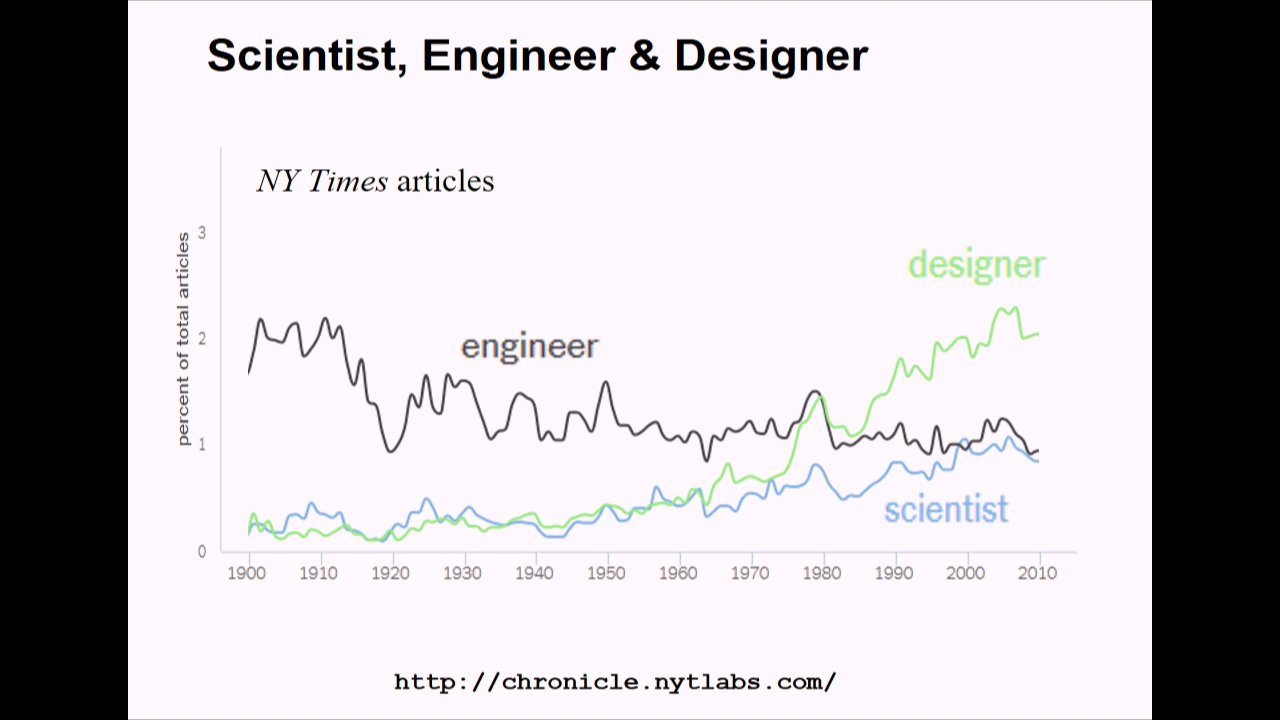 Scientist, Engineer & Designer
NY Times articles
percent of total articles
3
2
1
0
designer
engineer
scientist
1900 1910 1920 1930 1940 1950 1960 1970 1980 1990 2000 2010
http://chronicle.nytlabs.com/